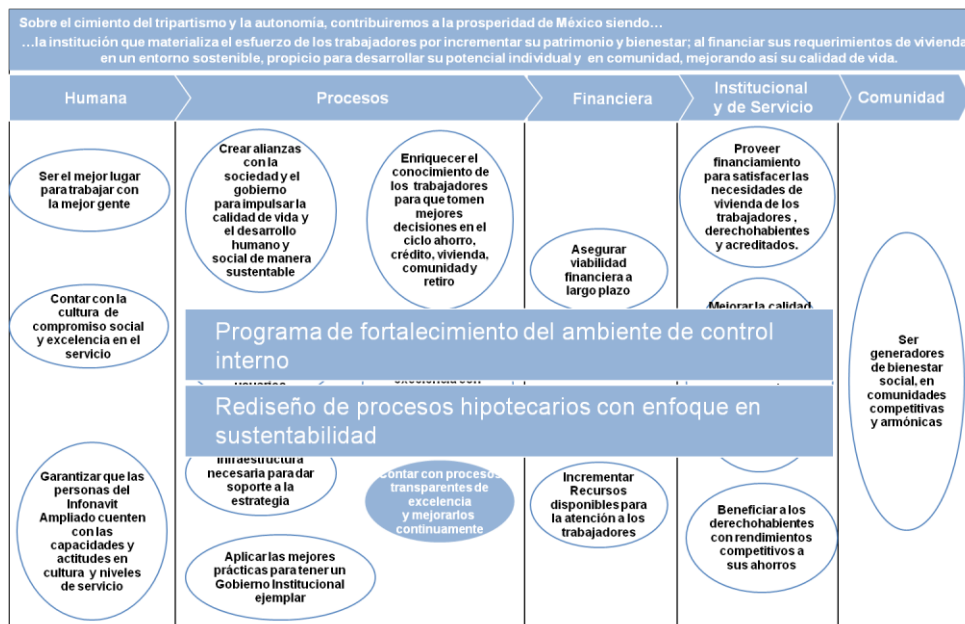 Sobre el cimiento del tripartismo y la autonomía, contribuiremos a la prosperidad de México siendo…
…la institución que materializa el esfuerzo de los trabajadores por incrementar su patrimonio y bienestar; al financiar sus requerimientos de vivienda
en un entorno sostenible, propicio para desarrollar su potencial individual y en comunidad, mejorando así su calidad de vida.
Humana
Procesos
Financiera
Institucional
y de Servicio
Comunidad
Ser el mejor lugar
para trabajar con
la mejor gente
Contar con la
cultura de
compromiso social
y excelencia en el
servicio
Garantizar que las
personas del
Infonavit
Ampliado cuenten
con las
capacidades y
actitudes en
cultura y niveles
de servicio
Crear alianzas
con la
sociedad y el
gobierno
para impulsar la
calidad de vida y
el desarrollo
humano y
social de manera
sustentable
Enriquecer el
conocimiento de
los trabajadores
para que tomen
mejores
decisiones en el
ciclo ahorro,
crédito, vivienda,
comunidad y
retiro
Programa de fortalecimiento del ambiente de control
interno
usuarios
excelencia con
Rediseño de procesos hipotecarios con enfoque en
sustentabilidad
infraestructura
necesaria para dar
soporte a la
estrategia
Contar con procesos
transparentes de
excelencia
y mejorarlos
continuamente
Aplicar las mejores
prácticas para tener un
Gobierno Institucional
ejemplar
Asegurar
viabilidad
financiera a
largo plazo
Incrementar
Recursos
disponibles para
la atención a los
trabajadores
Proveer
financiamiento
para satisfacer las
necesidades de
vivienda de los
trabajadores ,
derechohabientes
y acreditados.
Mejorar la calidad
Beneficiar a los
derechohabientes
con rendimientos
competitivos a
sus ahorros
Ser
generadores
de bienestar
social, en
comunidades
competitivas
y armónicas